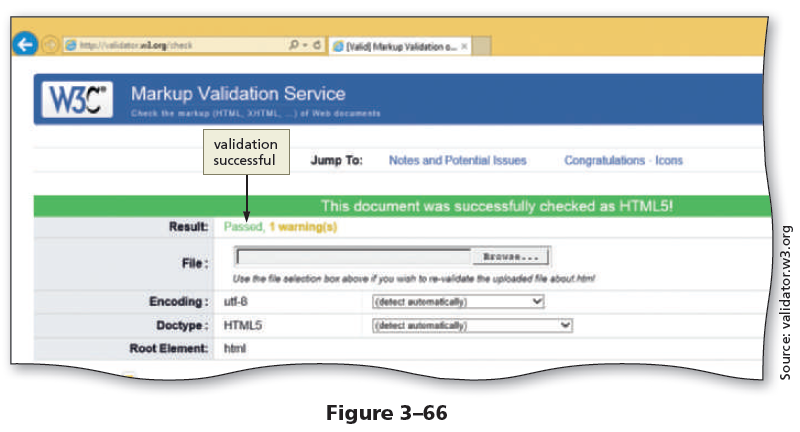 http://validator.w3.org/check
[Valid] Markup Validation o...
W3C®
Markup Validation Service
Check the markup (HTML, XHTML, ...) of Web documents
validation
successful
Jump To: Notes and Potential Issues Congratulations · Icons
This document was successfully checked as HTML5!
Result: Passed, 1 warning(s)
File : Browse...
Use the file selection box above if you wish to re-validate the uploaded file about.html
Encoding : utf-8 (detect automatically)
Doctype : HTML5 (detect automatically)
Root Element: html
Source: validator.w3.org
Figure 3–66